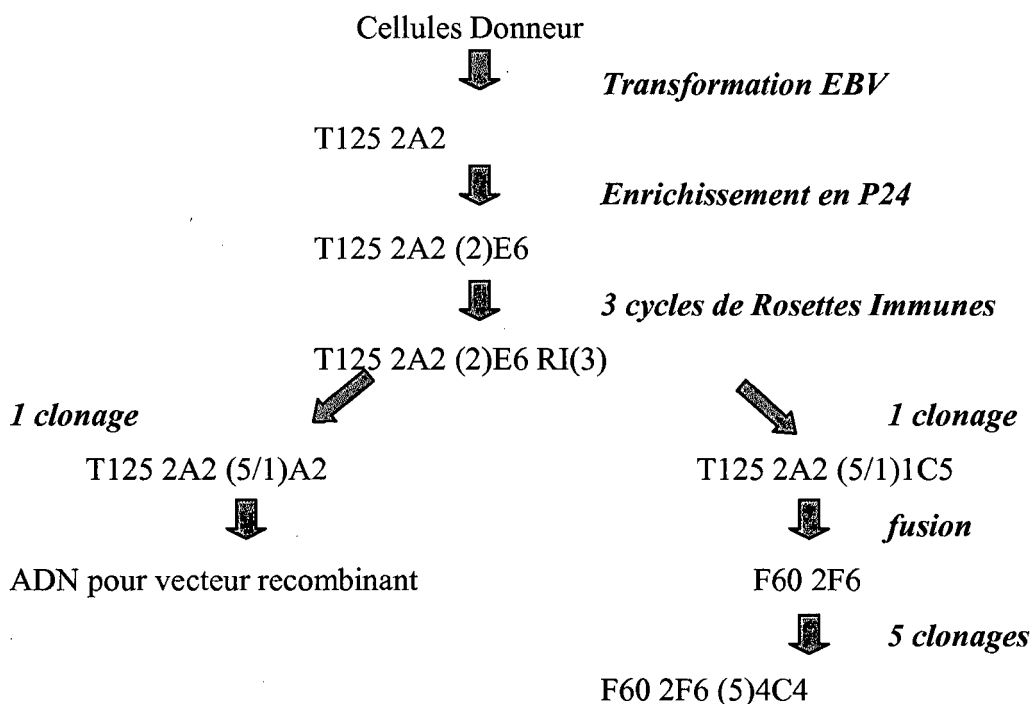 Cellules Donneur
Transformation EBV
T125 2A2
Enrichissement en P24
T125 2A2 (2)E6
3 cycles de Rosettes Immunes
T125 2A2 (2)E6 RI(3)
1 clonage
1 clonage
T125 2A2 (5/1)A2
T125 2A2 (5/1)1C5
fusion
ADN pour vecteur recombinant
F60 2F6
5 clonages
F60 2F6 (5)4C4